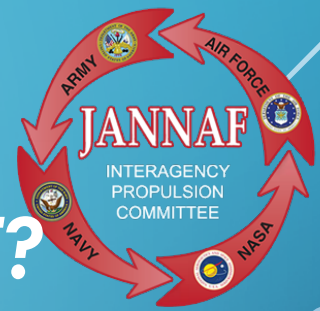 ARMY
AIR FORCE
JANNAF
INTERAGENCY
PROPULSION
COMMITTEE
NAVY
NASA
?